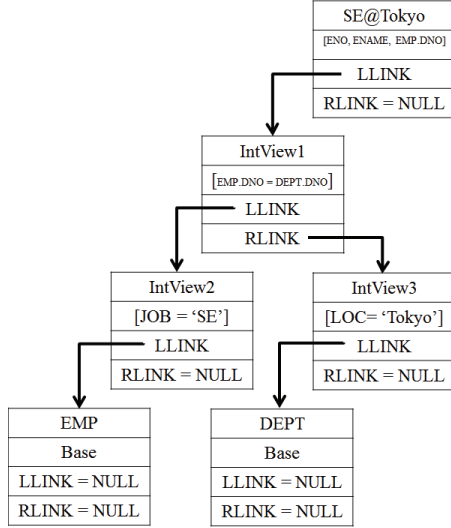 SE@Tokyo
[ENO, ENAME, EMP.DNO]
LLINK
RLINK = NULL
IntView1
[EMP.DNO = DEPT.DNO]
LLINK
RLINK
IntView2
[JOB = ‘SE’]
LLINK
RLINK = NULL
IntView3
[LOC= ‘Tokyo’]
LLINK
RLINK = NULL
EMP
Base
LLINK = NULL
RLINK = NULL
DEPT
Base
LLINK = NULL
RLINK = NULL